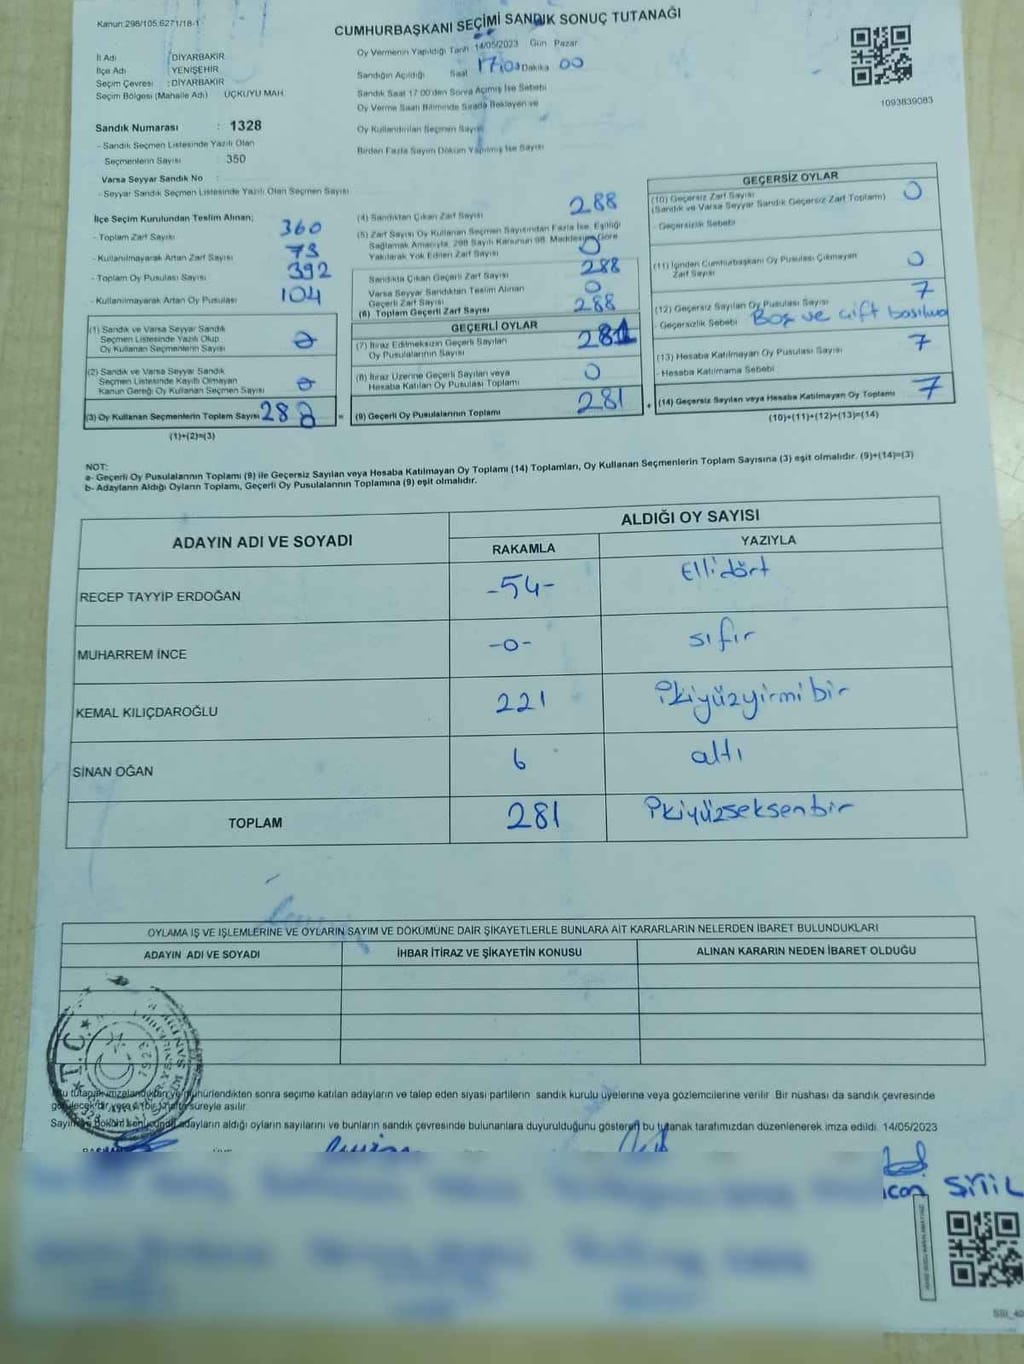 Kanun:298/105,6271/18-1
CUMHURBAŞKANI SEÇİMİ SANDIK SONUÇ TUTANAĞI
İl Adı : DİYARBAKIR
İlçe Adı : YENİŞEHİR
Seçim Çevresi : DİYARBAKIR
Seçim Bölgesi (Mahalle Adı) ÜÇKUYU MAH.
Oy Vermenin Yapıldığı Tarih 14/05/2023 Gün Pazar
Sandığın Açıldığı Saat 17:00 Dakika 00
Sandık Saat 17:00'den Sonra Açılmış İse Sebebi
Oy Verme Saati Bitiminde Sırada Bekleyen ve
Oy Kullandırılan Seçmen Sayısı
Birden Fazla Sayım Döküm Yapılmış İse Sayısı
1093839083
Sandık Numarası : 1328
- Sandık Seçmen Listesinde Yazılı Olan
Seçmenlerin Sayısı : 350
Varsa Seyyar Sandık No :
- Seyyar Sandık Seçmen Listesinde Yazılı Olan Seçmen Sayısı
İlçe Seçim Kurulundan Teslim Alınan;
- Toplam Zarf Sayısı 360
- Kullanılmayarak Artan Zarf Sayısı 73
- Toplam Oy Pusulası Sayısı 392
- Kullanılmayarak Artan Oy Pusulası 104
(1) Sandık ve Varsa Seyyar Sandık
Seçmen Listesinde Yazılı Olup
Oy Kullanan Seçmenlerin Sayısı
(2) Sandık ve Varsa Seyyar Sandık
Seçmen Listesinde Kayıtlı Olmayan
Kanun Gereği Oy Kullanan Seçmen Sayısı
(3) Oy Kullanan Seçmenlerin Toplam Sayısı 288
(1)+(2)=(3)
(4) Sandıktan Çıkan Zarf Sayısı 288
(5) Zarf Sayısı Oy Kullanan Seçmen Sayısından Fazla İse, Eşitliği
Sağlamak Amacıyla, 298 Sayılı Kanunun 98. Maddesine Göre
Yakılarak Yok Edilen Zarf Sayısı 0
Sandıkta Çıkan Geçerli Zarf Sayısı 288
Varsa Seyyar Sandıktan Teslim Alınan
Geçerli Zarf Sayısı 0
(6) Toplam Geçerli Zarf Sayısı 288
GEÇERLİ OYLAR
(7) İtiraz Edilmeksizin Geçerli Sayılan
Oy Pusulalarının Sayısı 281
(8) İtiraz Üzerine Geçerli Sayılan veya
Hesaba Katılan Oy Pusulası Toplamı 0
= (9) Geçerli Oy Pusulalarının Toplamı 281
GEÇERSİZ OYLAR
(10) Geçersiz Zarf Sayısı
(Sandık ve Varsa Seyyar Sandık Geçersiz Zarf Toplamı) 0
- Geçersizlik Sebebi
(11) İçinden Cumhurbaşkanı Oy Pusulası Çıkmayan
Zarf Sayısı 0
(12) Geçersiz Sayılan Oy Pusulası Sayısı 7
- Geçersizlik Sebebi Boş ve çift basılma
(13) Hesaba Katılmayan Oy Pusulası Sayısı 7
- Hesaba Katılmama Sebebi
+ (14) Geçersiz Sayılan veya Hesaba Katılmayan Oy Toplamı 7
(10)+(11)+(12)+(13)=(14)
NOT:
a- Geçerli Oy Pusulalarının Toplamı (9) ile Geçersiz Sayılan veya Hesaba Katılmayan Oy Toplamı (14) Toplamları, Oy Kullanan Seçmenlerin Toplam Sayısına (3) eşit olmalıdır. (9)+(14)=(3)
b- Adayların Aldığı Oyların Toplamı, Geçerli Oy Pusulalarının Toplamına (9) eşit olmalıdır.
ADAYIN ADI VE SOYADI
ALDIĞI OY SAYISI
RAKAMLA YAZIYLA
RECEP TAYYİP ERDOĞAN -54- Ellidört
MUHARREM İNCE -0- sıfır
KEMAL KILIÇDAROĞLU 221 ikiyüzyirmibir
SİNAN OĞAN 6 altı
TOPLAM 281 ikiyüzseksenbir
OYLAMA İŞ VE İŞLEMLERİNE VE OYLARIN SAYIM VE DÖKÜMÜNE DAİR ŞİKAYETLERLE BUNLARA AİT KARARLARIN NELERDEN İBARET BULUNDUKLARI
ADAYIN ADI VE SOYADI İHBAR İTİRAZ VE ŞİKAYETİN KONUSU ALINAN KARARIN NEDEN İBARET OLDUĞU
T.C.
1923
Bu tutanak imzalandıktan ve mühürlendikten sonra seçime katılan adayların ve talep eden siyasi partilerin sandık kurulu üyelerine veya gözlemcilerine verilir. Bir nüshası da sandık çevresinde
süreyle asılır.
adayların aldığı oyların sayılarını ve bunların sandık çevresinde bulunanlara duyurulduğunu gösteren bu tutanak tarafımızdan düzenlenerek imza edildi. 14/05/2023